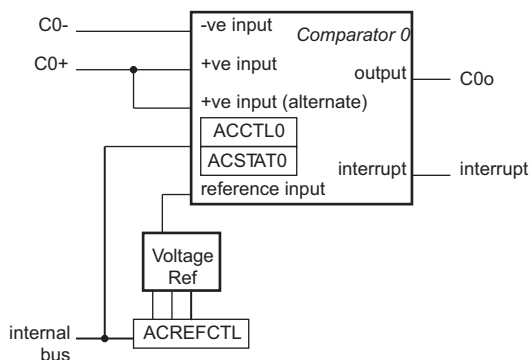 C0-
-ve input
Comparator 0
C0+
+ve input
output
C0o
+ve input (alternate)
ACCTL0
ACSTAT0
interrupt
interrupt
reference input
Voltage
Ref
internal
bus
ACREFCTL